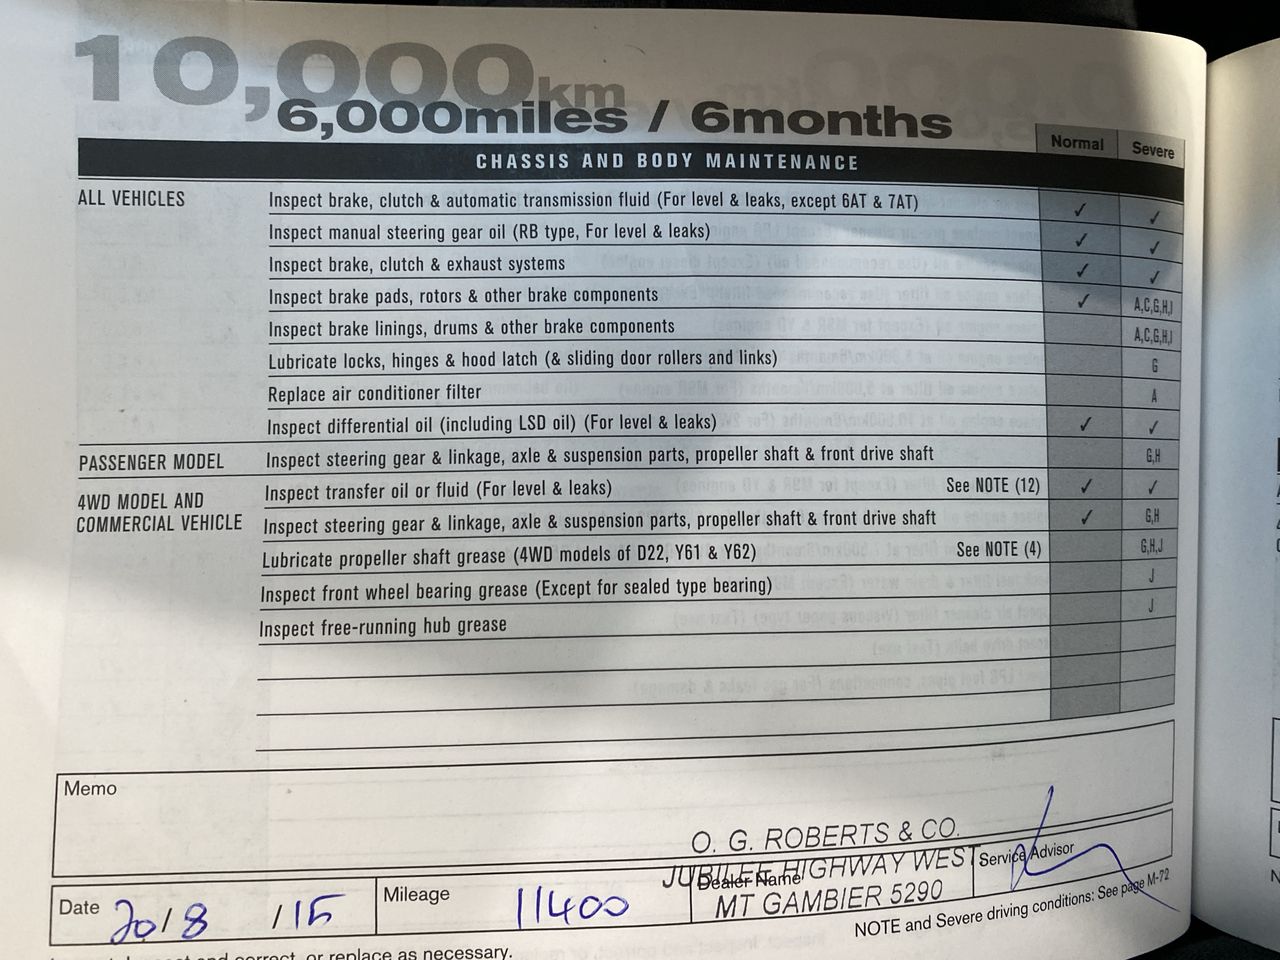 10,000km
6,000miles / 6months
Normal Severe
CHASSIS AND BODY MAINTENANCE
ALL VEHICLES Inspect brake, clutch & automatic transmission fluid (For level & leaks, except 6AT & 7AT) ✓ ✓
Inspect manual steering gear oil (RB type, For level & leaks) ✓ ✓
Inspect brake, clutch & exhaust systems ✓ ✓
Inspect brake pads, rotors & other brake components ✓ A,C,G,H,I
Inspect brake linings, drums & other brake components A,C,G,H,I
Lubricate locks, hinges & hood latch (& sliding door rollers and links) G
Replace air conditioner filter A
Inspect differential oil (including LSD oil) (For level & leaks) ✓ ✓
PASSENGER MODEL Inspect steering gear & linkage, axle & suspension parts, propeller shaft & front drive shaft G,H
4WD MODEL AND Inspect transfer oil or fluid (For level & leaks) See NOTE (12) ✓ ✓
COMMERCIAL VEHICLE Inspect steering gear & linkage, axle & suspension parts, propeller shaft & front drive shaft ✓ G,H
Lubricate propeller shaft grease (4WD models of D22, Y61 & Y62) See NOTE (4) G,H,J
Inspect front wheel bearing grease (Except for sealed type bearing) J
Inspect free-running hub grease J
Memo
O. G. ROBERTS & CO.
JUBILEE HIGHWAY WEST
MT GAMBIER 5290
Date 20/8/15 Mileage 11400 Dealer Name Service Advisor
NOTE and Severe driving conditions: See page M-72
and correct, or replace as necessary.